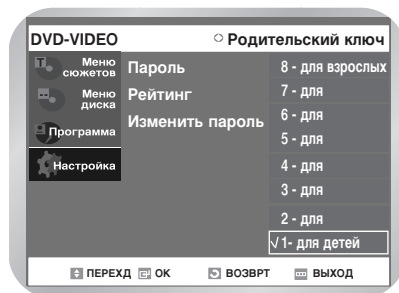 DVD-VIDEO
Родительский ключ
Меню сюжетов
Меню диска
Программа
Настройка
Пароль
Рейтинг
Изменить пароль
8 - для взрослых
7 - для
6 - для
5 - для
4 - для
3 - для
2 - для
√1- для детей
ПЕРЕХД ОК ВОЗВРТ ВЫХОД